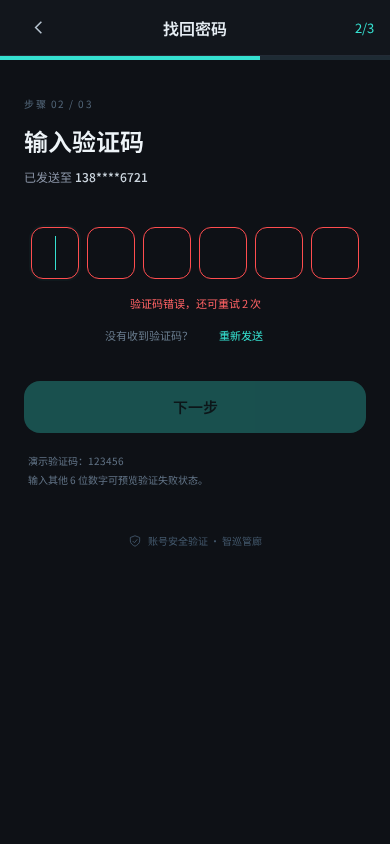 找回密码
2/3
步骤 02 / 03
输入验证码
已发送至 138****6721
验证码错误，还可重试 2 次
没有收到验证码？ 重新发送
下一步
演示验证码：123456
输入其他 6 位数字可预览验证失败状态。
账号安全验证 · 智巡管廊